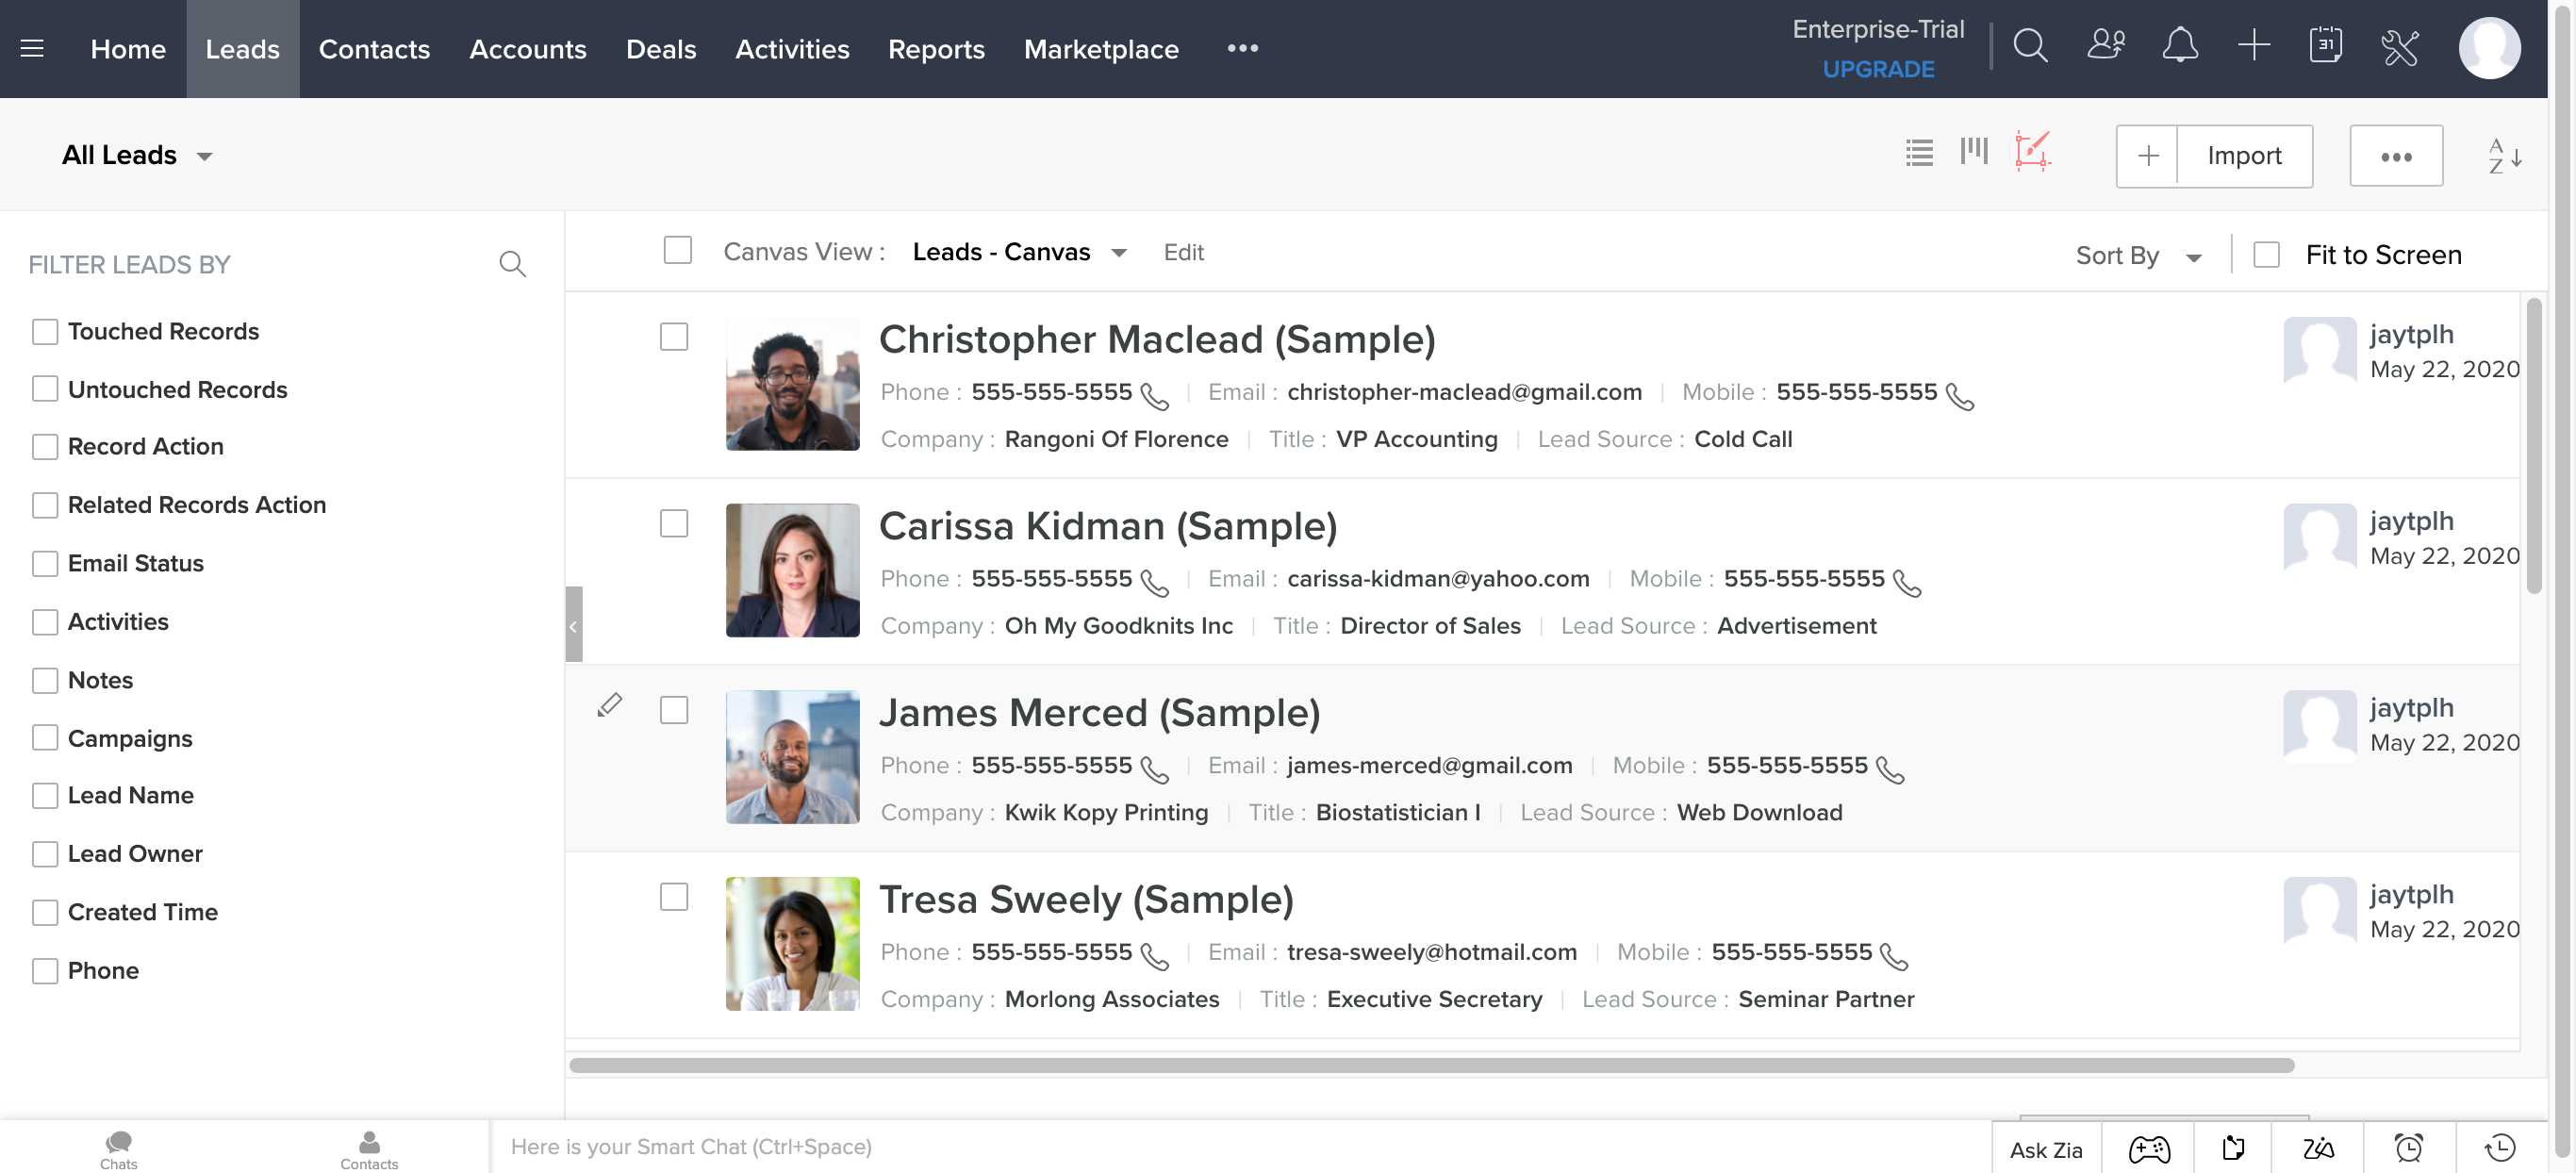 Home Leads Contacts Accounts Deals Activities Reports Marketplace ••• Enterprise-Trial
UPGRADE
31
All Leads
Import
•••
A
Z
FILTER LEADS BY
Touched Records
Untouched Records
Record Action
Related Records Action
Email Status
Activities
Notes
Campaigns
Lead Name
Lead Owner
Created Time
Phone
Canvas View : Leads - Canvas Edit
Sort By Fit to Screen
Christopher Maclead (Sample)
Phone : 555-555-5555 Email : christopher-maclead@gmail.com Mobile : 555-555-5555
Company : Rangoni Of Florence Title : VP Accounting Lead Source : Cold Call
jaytplh
May 22, 2020
Carissa Kidman (Sample)
Phone : 555-555-5555 Email : carissa-kidman@yahoo.com Mobile : 555-555-5555
Company : Oh My Goodknits Inc Title : Director of Sales Lead Source : Advertisement
jaytplh
May 22, 2020
James Merced (Sample)
Phone : 555-555-5555 Email : james-merced@gmail.com Mobile : 555-555-5555
Company : Kwik Kopy Printing Title : Biostatistician I Lead Source : Web Download
jaytplh
May 22, 2020
Tresa Sweely (Sample)
Phone : 555-555-5555 Email : tresa-sweely@hotmail.com Mobile : 555-555-5555
Company : Morlong Associates Title : Executive Secretary Lead Source : Seminar Partner
jaytplh
May 22, 2020
Chats
Contacts
Here is your Smart Chat (Ctrl+Space)
Ask Zia